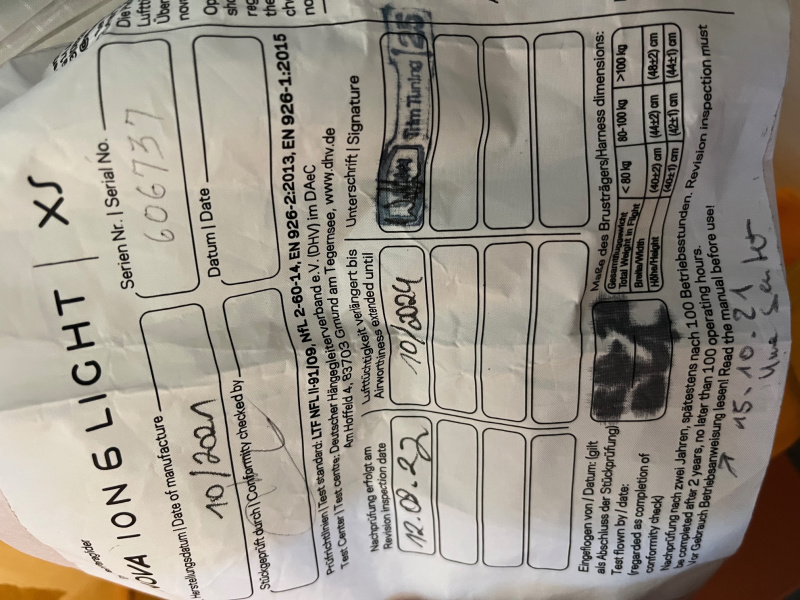 NOVA ION 6 LIGHT | XS
Herstellungsdatum | Date of manufacture
10/2021
Serien Nr. | Serial No.
606737
Stückgeprüft durch | Conformity checked by
Datum | Date
Prüfrichtlinien | Test standard: LTF NFL II-91/09, NfL 2-60-14, EN 926-2:2013, EN 926-1:2015
Test Center | Test centre: Deutscher Hängegleiterverband e.V. (DHV) im DAeC
Am Hoffeld 4, 83703 Gmund am Tegernsee, www.dhv.de
Nachprüfung erfolgt am
Revision inspection date
Lufttüchtigkeit verlängert bis
Airworthiness extended until
Unterschrift | Signature
12.09.22
10/2024
Trim Tuning
Eingeflogen von | Datum: (gilt
als Abschluss der Stückprüfung)
Test flown by / date:
(regarded as completion of
conformity check)
Maße des Brustträgers/Harness dimensions:
Gesamtfluggewicht
Total Weight in Flight
< 80 kg
80-100 kg
>100 kg
Breite/Width
(40±2) cm
(44±2) cm
(48±2) cm
Höhe/Height
(40±1) cm
(42±1) cm
(44±1) cm
Nachprüfung nach zwei Jahren, spätestens nach 100 Betriebsstunden. Revision inspection must
be completed after 2 years, no later than 100 operating hours.
Vor Gebrauch Betriebsanweisung lesen! Read the manual before use!
→ 15.10.21